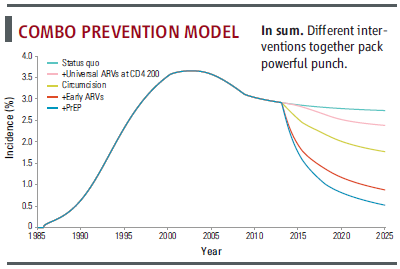 COMBO PREVENTION MODEL
In sum. Different inter-
ventions together pack
powerful punch.
4.0
3.5
3.0
2.5
2.0
1.5
1.0
0.5
0
Incidence (%)
Status quo
+Universal ARVs at CD4 200
Circumcision
+Early ARVs
+PrEP
1985 1990 1995 2000 2005 2010 2015 2020 2025
Year